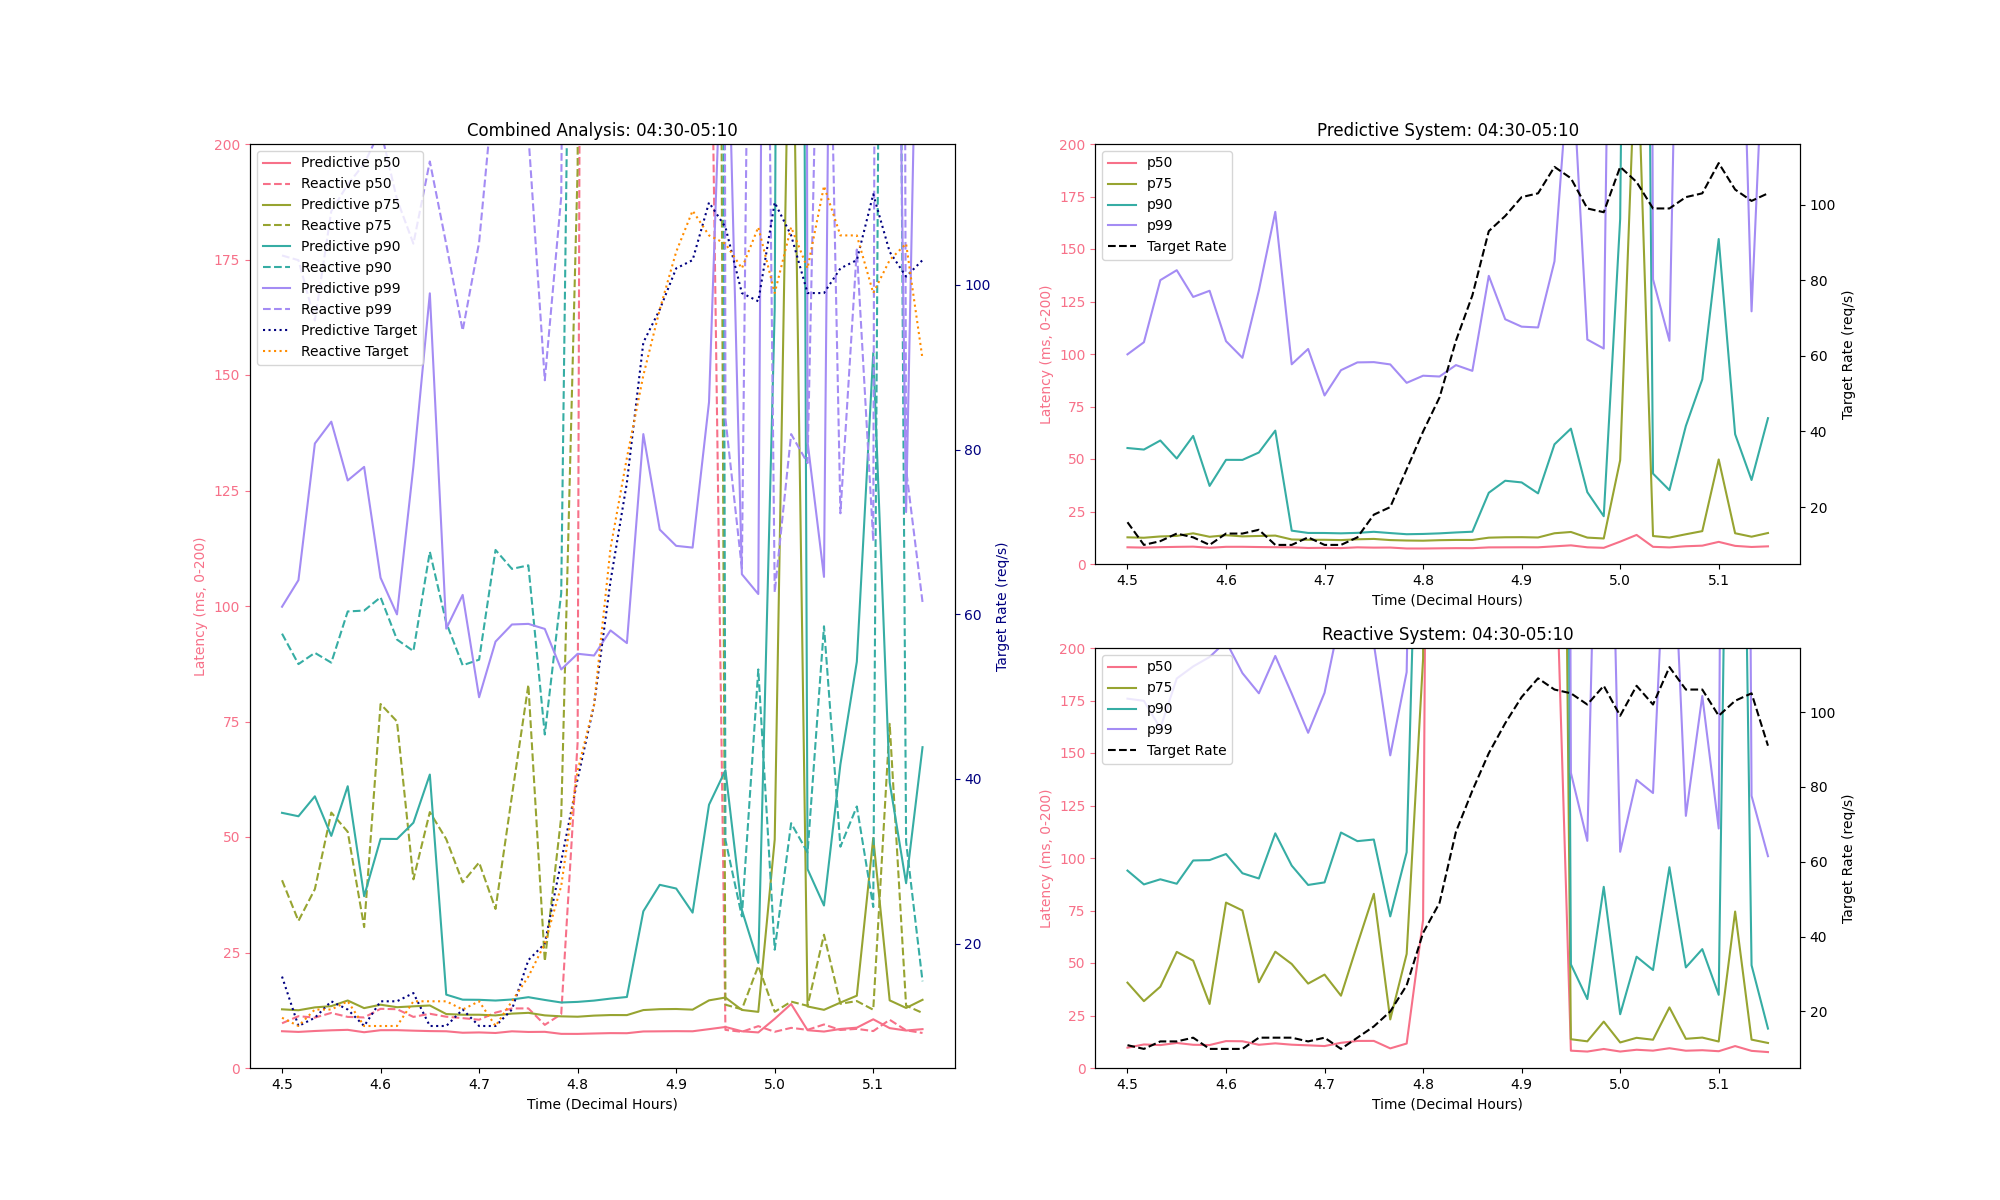 Combined Analysis: 04:30-05:10
200
175
150
125
100
75
50
25
0
Latency (ms, 0-200)
Predictive p50
Reactive p50
Predictive p75
Reactive p75
Predictive p90
Reactive p90
Predictive p99
Reactive p99
Predictive Target
Reactive Target
4.5 4.6 4.7 4.8 4.9 5.0 5.1
Time (Decimal Hours)
100
80
60
40
20
Target Rate (req/s)
Predictive System: 04:30-05:10
200
175
150
125
100
75
50
25
0
Latency (ms, 0-200)
p50
p75
p90
p99
Target Rate
4.5 4.6 4.7 4.8 4.9 5.0 5.1
Time (Decimal Hours)
100
80
60
40
20
Target Rate (req/s)
Reactive System: 04:30-05:10
200
175
150
125
100
75
50
25
0
Latency (ms, 0-200)
p50
p75
p90
p99
Target Rate
4.5 4.6 4.7 4.8 4.9 5.0 5.1
Time (Decimal Hours)
100
80
60
40
20
Target Rate (req/s)